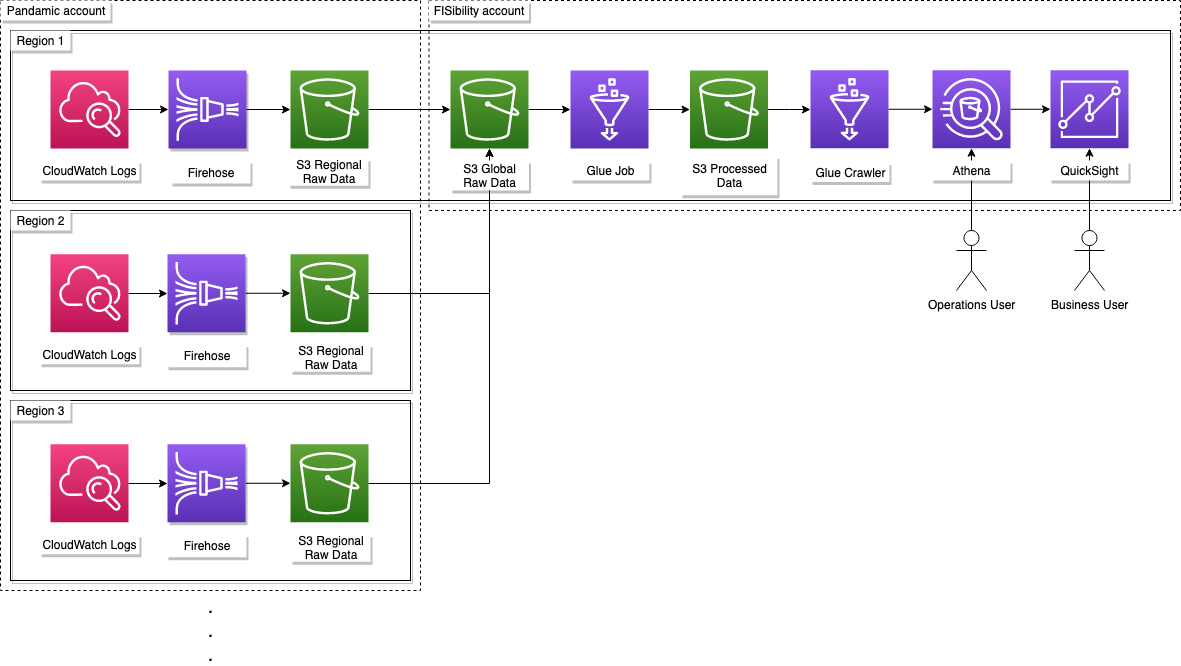 Pandamic account
FISibility account
Region 1
CloudWatch Logs
Firehose
S3 Regional
Raw Data
S3 Global
Raw Data
Glue Job
S3 Processed
Data
Glue Crawler
Athena
QuickSight
Region 2
CloudWatch Logs
Firehose
S3 Regional
Raw Data
Operations User
Business User
Region 3
CloudWatch Logs
Firehose
S3 Regional
Raw Data
.
.
.